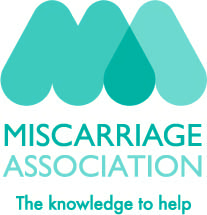 MISCARRIAGE
ASSOCIATION
The knowledge to help